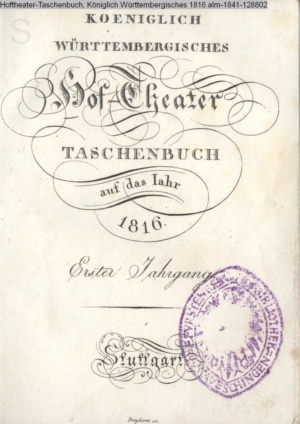 Hoftheater-Taschenbuch, Königlich Württembergisches 1816 alm-1841-128802
KOENIGLICH
WÜRTTEMBERGISCHES
Hof-Theater
TASCHENBUCH
auf das Iahr
1816.
Erster Jahrgang
Stuttgart